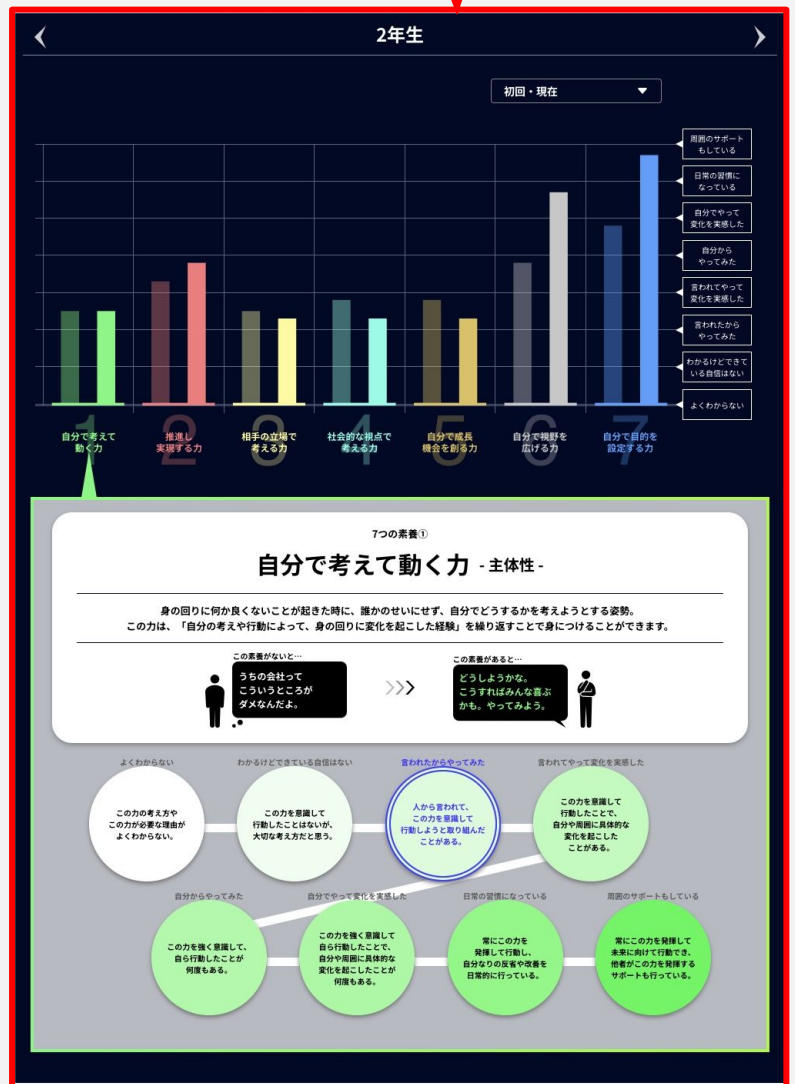 2年生
初回・現在
周囲のサポート
もしている
日常の習慣に
なっている
自分でやって
変化を実感した
自分から
やってみた
言われてやって
変化を実感した
言われたから
やってみた
わかるけどできて
いる自信はない
よくわからない
1
自分で考えて
動く力
2
推進し
実現する力
3
相手の立場で
考える力
4
社会的な視点で
考える力
5
自分で成長
機会を創る力
6
自分で視野を
広げる力
7
自分で目的を
設定する力
7つの素養①
自分で考えて動く力 - 主体性 -
身の回りに何か良くないことが起きた時に、誰かのせいにせず、自分でどうするかを考えようとする姿勢。
この力は、「自分の考えや行動によって、身の回りに変化を起こした経験」を繰り返すことで身につけることができます。
この素養がないと…
うちの会社って
こういうところが
ダメなんだよ。
この素養があると…
どうしようかな。
こうすればみんな喜ぶ
かも。やってみよう。
よくわからない
この力の考え方や
この力が必要な理由が
よくわからない。
わかるけどできている自信はない
この力を意識して
行動したことはないが、
大切な考え方だと思う。
言われたからやってみた
人から言われて、
この力を意識して
行動しようと取り組んだ
ことがある。
言われてやって変化を実感した
この力を意識して
行動したことで、
自分や周囲に具体的な
変化を起こした
ことがある。
自分からやってみた
この力を強く意識して、
自ら行動したことが
何度もある。
自分でやって変化を実感した
この力を強く意識して
自ら行動したことで、
自分や周囲に具体的な
変化を起こしたことが
何度もある。
日常の習慣になっている
常にこの力を
発揮して行動し、
自分なりの反省や改善を
日常的に行っている。
周囲のサポートもしている
常にこの力を発揮して
未来に向けて行動でき、
他者がこの力を発揮する
サポートも行っている。